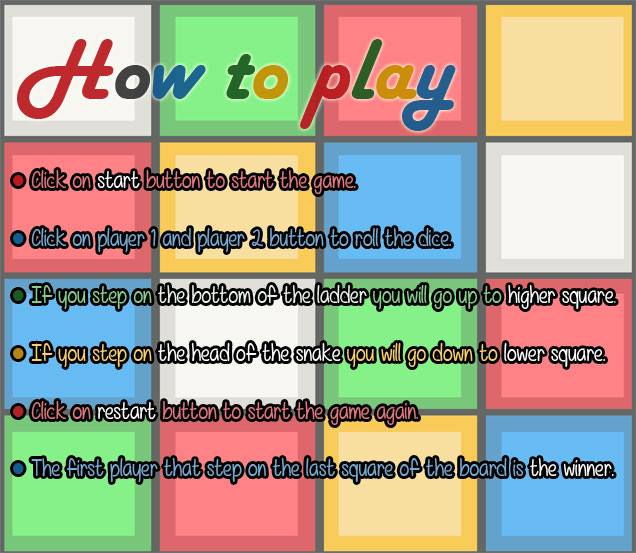 How to play
Click on start button to start the game.
Click on player 1 and player 2 button to roll the dice.
If you step on the bottom of the ladder you will go up to higher square.
If you step on the head of the snake you will go down to lower square.
Click on restart button to start the game again.
The first player that step on the last square of the board is the winner.